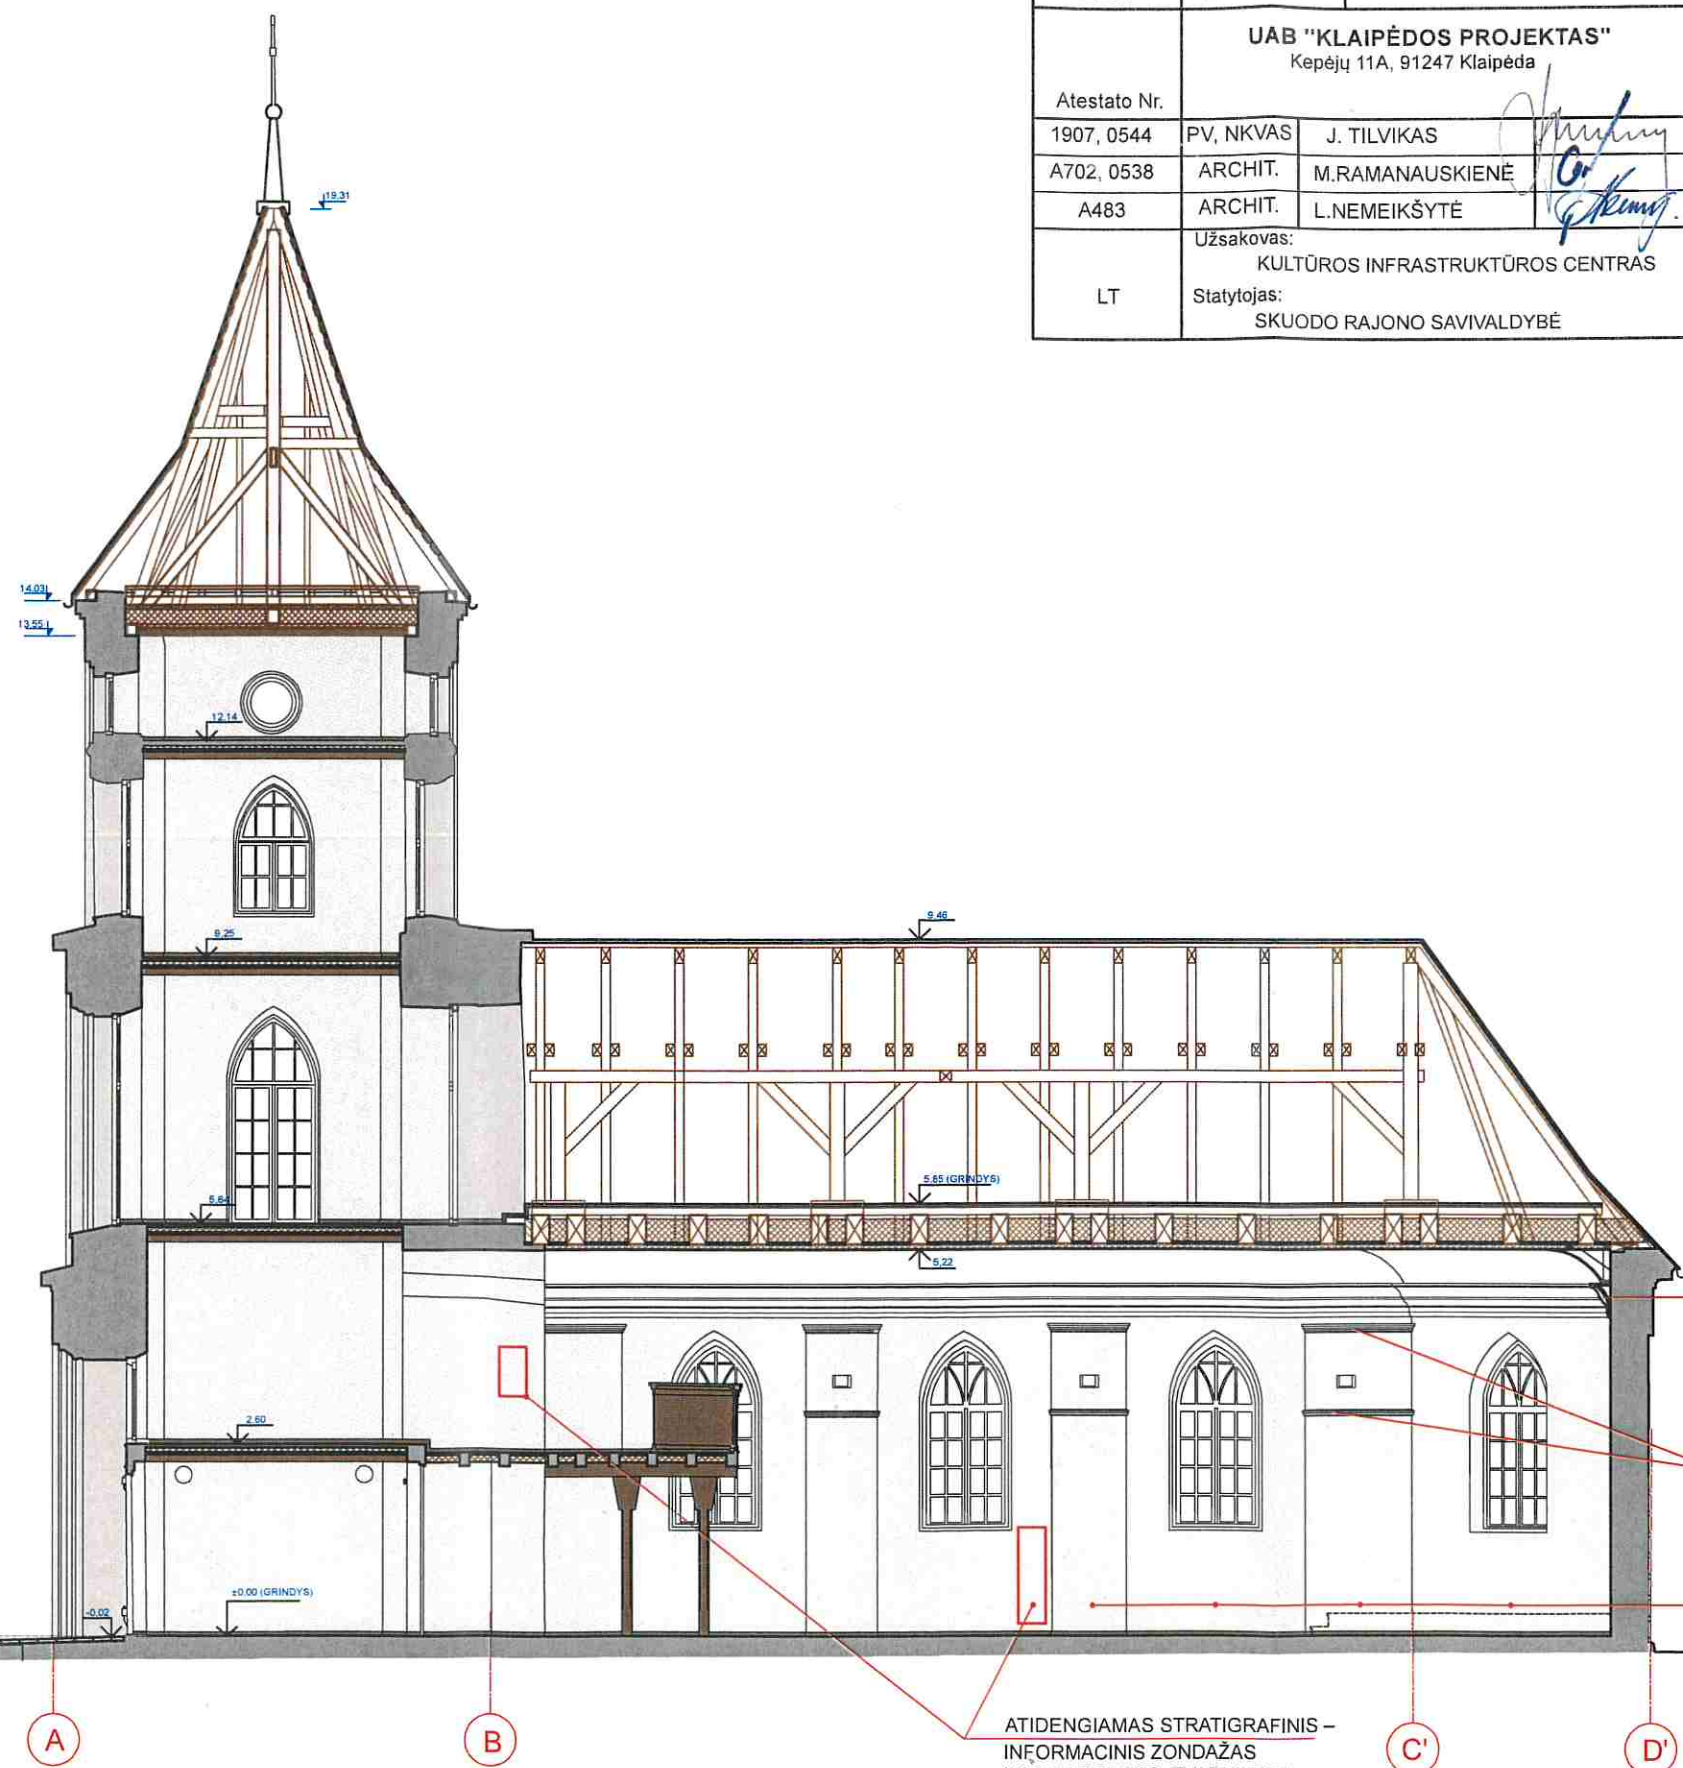 UAB "KLAIPĖDOS PROJEKTAS"
Kepėjų 11A, 91247 Klaipėda
Atestato Nr.
1907, 0544 PV, NKVAS J. TILVIKAS
A702, 0538 ARCHIT. M.RAMANAUSKIENĖ
A483 ARCHIT. L.NEMEIKŠYTĖ
Užsakovas:
KULTŪROS INFRASTRUKTŪROS CENTRAS
LT
Statytojas:
SKUODO RAJONO SAVIVALDYBĖ
19.31
14.03
13.55
12.14
9.25
9.46
5.64
5.85 (GRINDYS)
5.22
2.60
±0.00 (GRINDYS)
-0.02
A
B
C'
D'
ATIDENGIAMAS STRATIGRAFINIS –
INFORMACINIS ZONDAŽAS